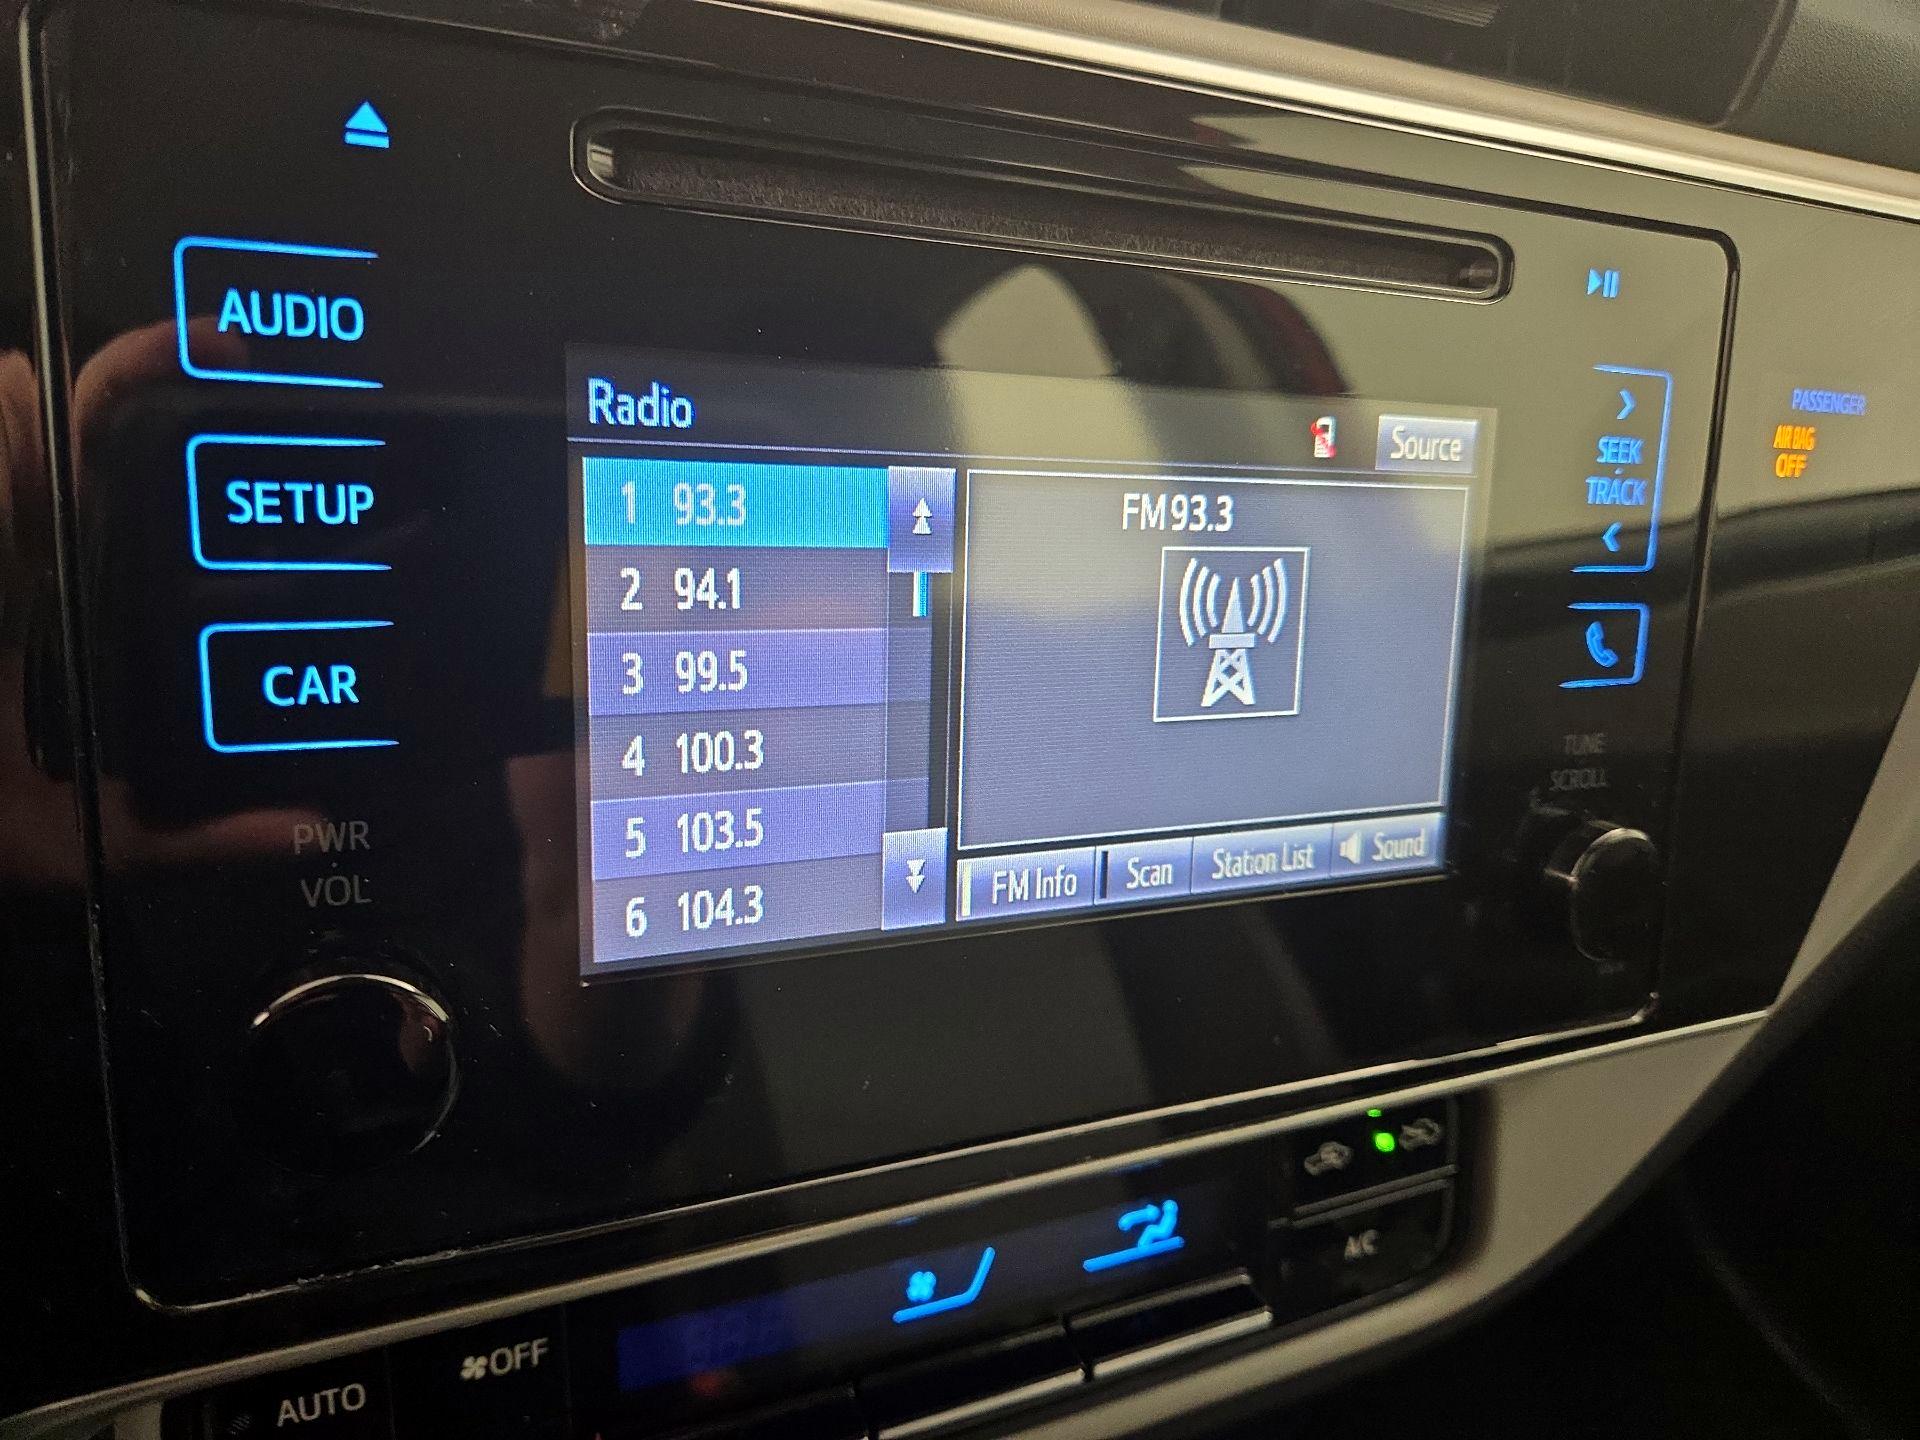 AUDIO
SETUP
CAR
PWR
VOL
Radio
Source
1 93.3
2 94.1
3 99.5
4 100.3
5 103.5
6 104.3
FM 93.3
FM Info
Scan
Station List
Sound
SEEK
TRACK
TUNE
SCROLL
PASSENGER
AIR BAG
OFF
A/C
OFF
AUTO